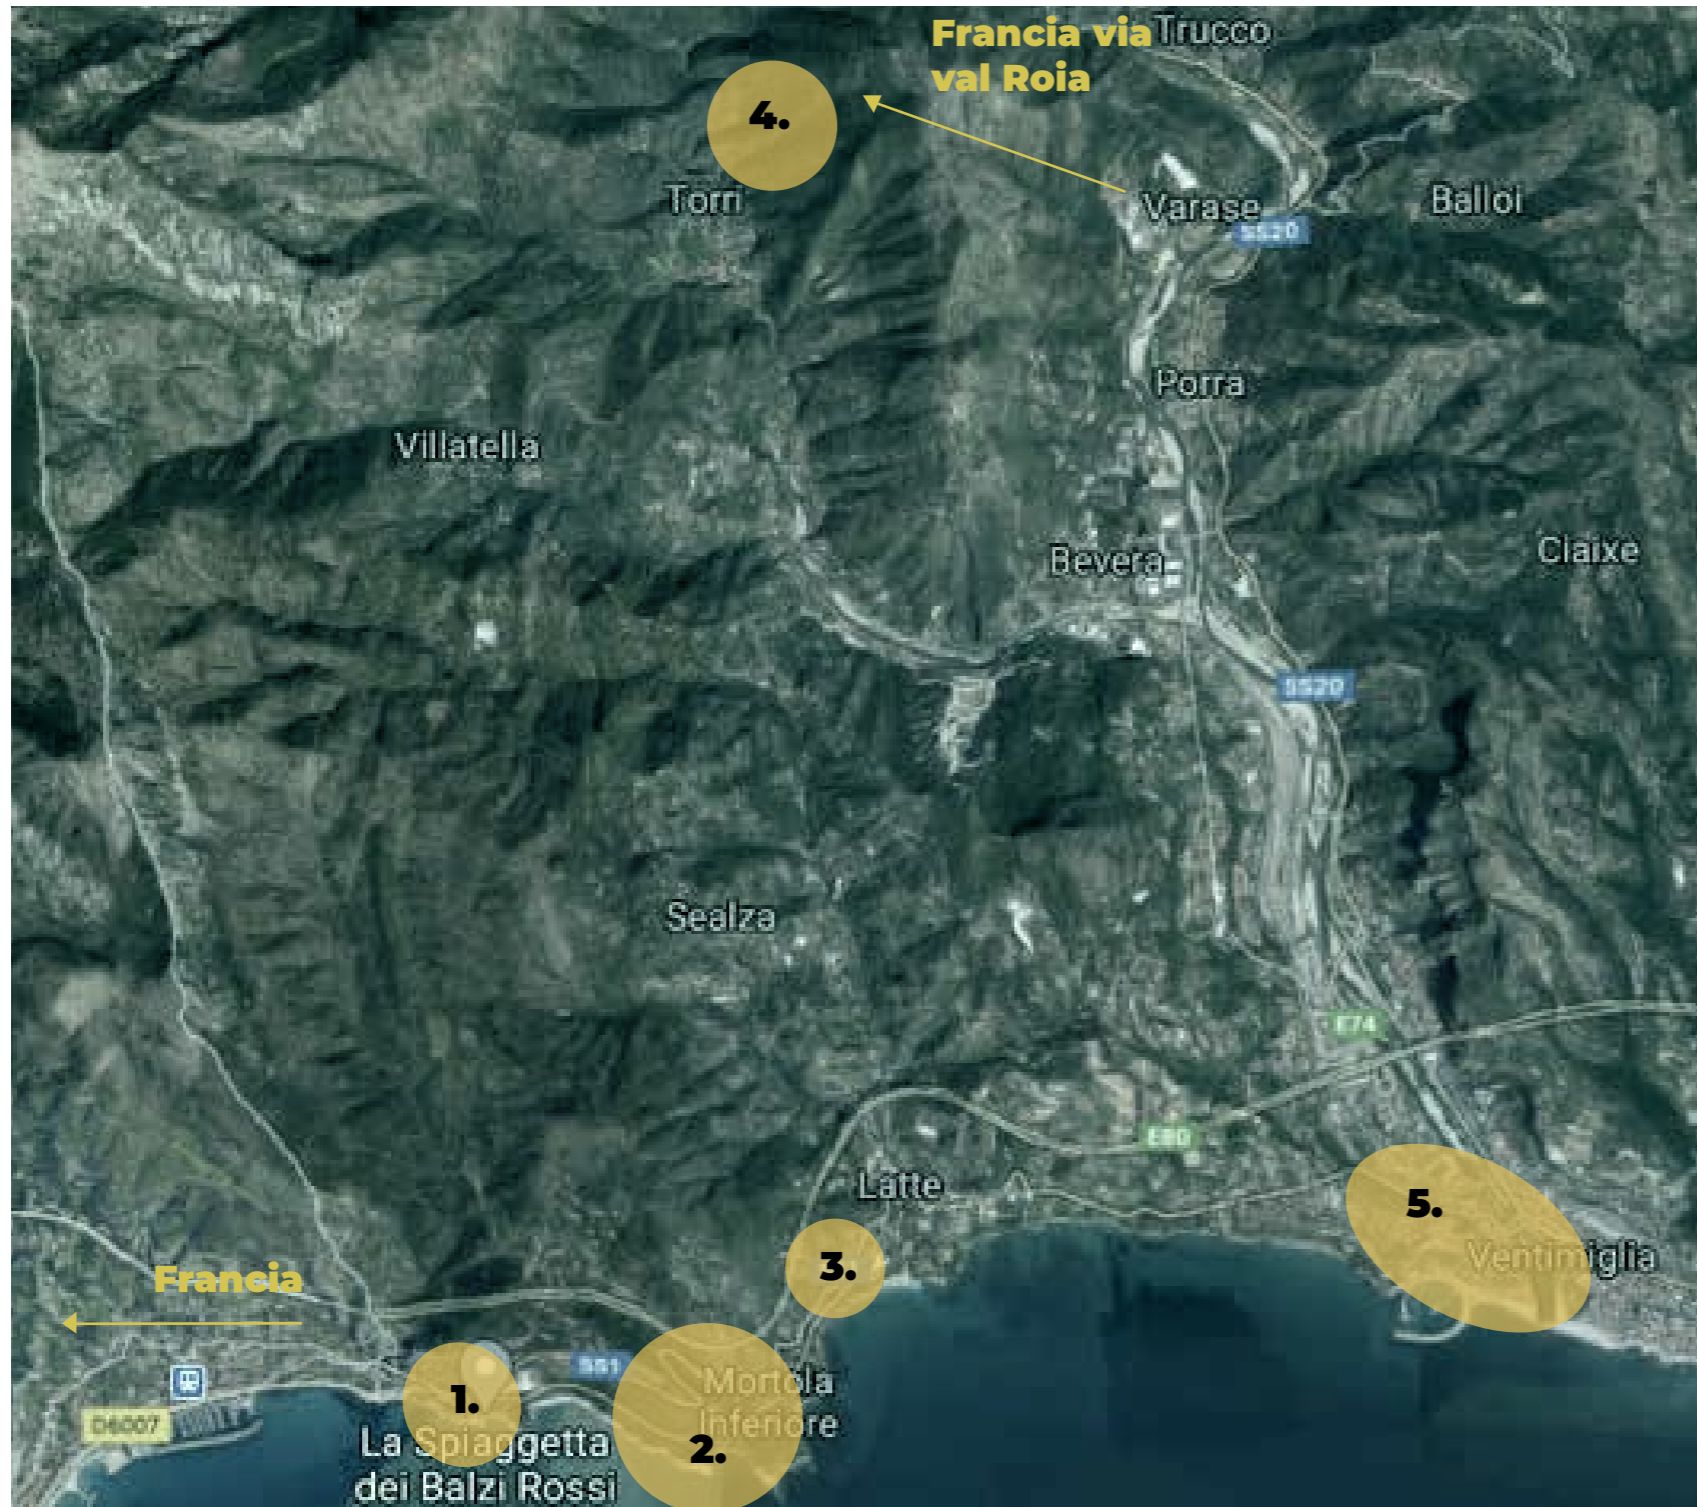 Francia via
val Roia
Trucco
4.
Torri
Varase
SS20
Balloi
Porra
Villatella
Bevera
Claixe
SS20
Sealza
E74
E80
Latte
5.
Ventimiglia
3.
Francia
SS1
Mortola
Inferiore
1.
2.
D6007
La Spiaggetta
dei Balzi Rossi